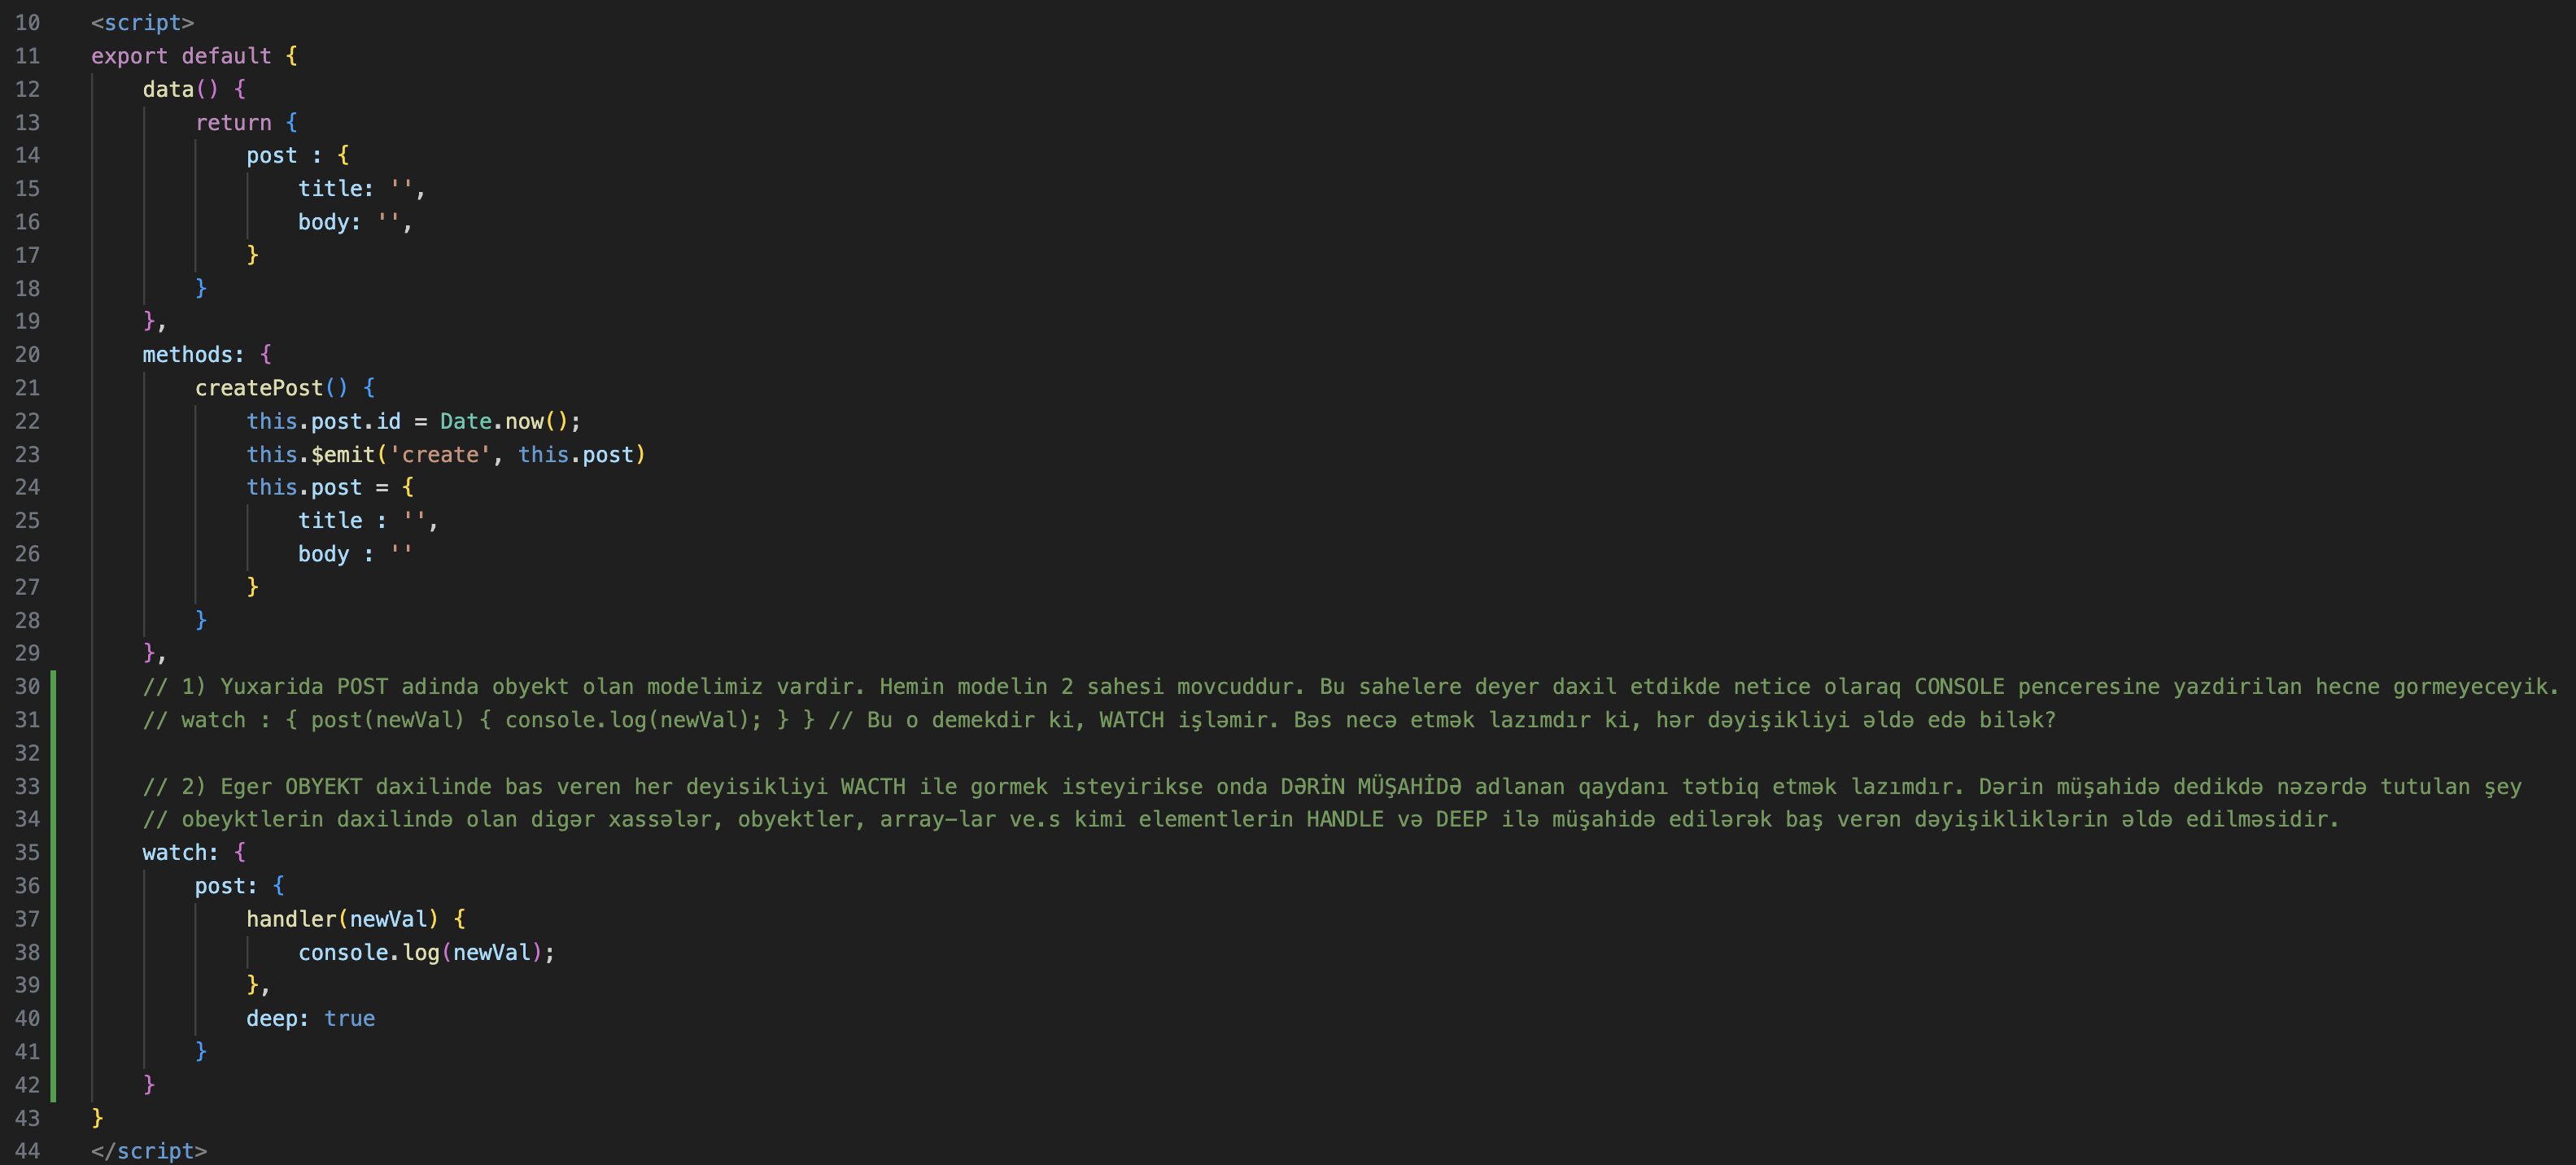 10 <script>
11 export default {
12 data() {
13 return {
14 post : {
15 title: '',
16 body: '',
17 }
18 }
19 },
20 methods: {
21 createPost() {
22 this.post.id = Date.now();
23 this.$emit('create', this.post)
24 this.post = {
25 title : '',
26 body : ''
27 }
28 }
29 },
30 // 1) Yuxarida POST adinda obyekt olan modelimiz vardir. Hemin modelin 2 sahesi movcuddur. Bu sahelere deyer daxil etdikde netice olaraq CONSOLE penceresine yazdirilan hecne gormeyeceyik.
31 // watch : { post(newVal) { console.log(newVal); } } // Bu o demekdir ki, WATCH işləmir. Bəs necə etmək lazımdır ki, hər dəyişikliyi əldə edə bilək?
32
33 // 2) Eger OBYEKT daxilinde bas veren her deyisikliyi WACTH ile gormek isteyirikse onda DƏRİN MÜŞAHİDƏ adlanan qaydanı tətbiq etmək lazımdır. Dərin müşahidə dedikdə nəzərdə tutulan şey
34 // obeyktlerin daxilində olan digər xassələr, obyektler, array-lar ve.s kimi elementlerin HANDLE və DEEP ilə müşahidə edilərək baş verən dəyişikliklərin əldə edilməsidir.
35 watch: {
36 post: {
37 handler(newVal) {
38 console.log(newVal);
39 },
40 deep: true
41 }
42 }
43 }
44 </script>